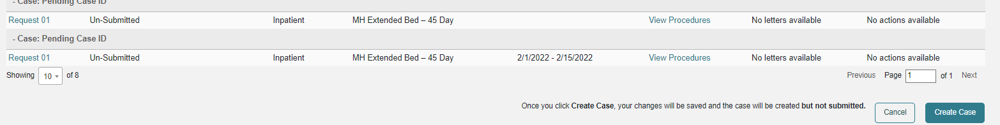 - Case: Pending Case ID
Request 01 Un-Submitted Inpatient MH Extended Bed – 45 Day View Procedures No letters available No actions available
- Case: Pending Case ID
Request 01 Un-Submitted Inpatient MH Extended Bed – 45 Day 2/1/2022 - 2/15/2022 View Procedures No letters available No actions available
Showing 10 of 8 Previous Page 1 of 1 Next
Once you click Create Case, your changes will be saved and the case will be created but not submitted. Cancel Create Case